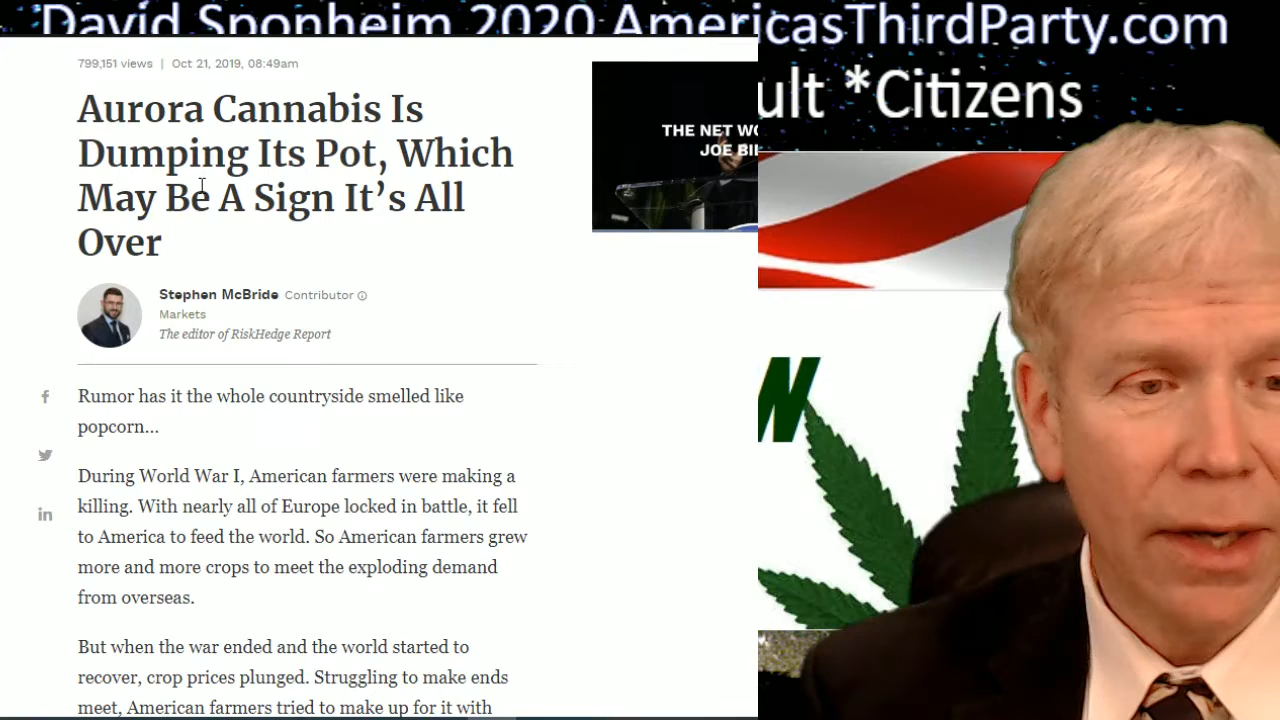 David Sponheim 2020 AmericasThirdParty.com
ult *Citizens
799,151 views | Oct 21, 2019, 08:49am
Aurora Cannabis Is
Dumping Its Pot, Which
May Be A Sign It’s All
Over
THE NET WO
JOE BI
Stephen McBride Contributor
Markets
The editor of RiskHedge Report
Rumor has it the whole countryside smelled like
popcorn…
During World War I, American farmers were making a
killing. With nearly all of Europe locked in battle, it fell
to America to feed the world. So American farmers grew
more and more crops to meet the exploding demand
from overseas.
But when the war ended and the world started to
recover, crop prices plunged. Struggling to make ends
meet, American farmers tried to make up for it with
W